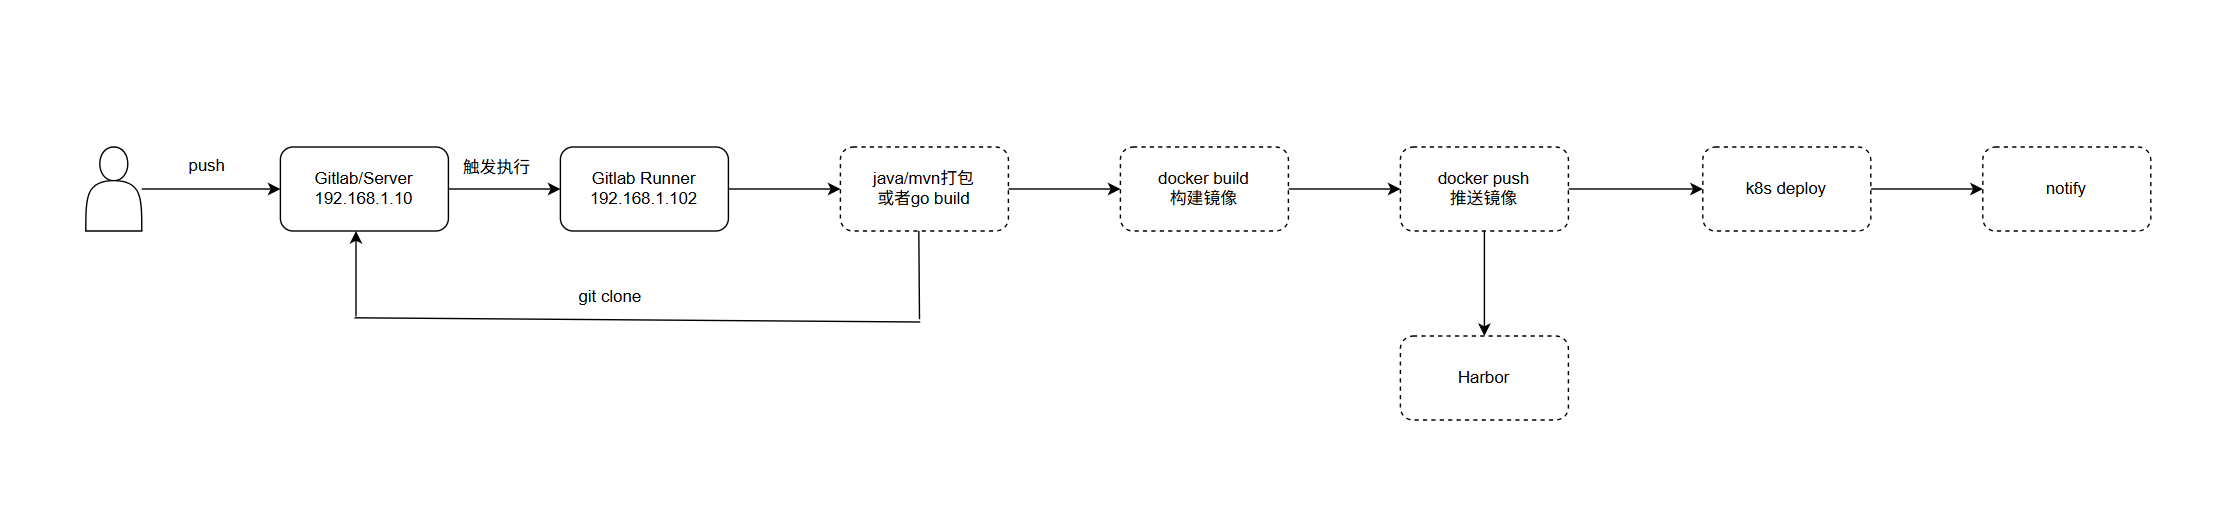 push
Gitlab/Server
192.168.1.10
触发执行
Gitlab Runner
192.168.1.102
java/mvn打包
或者go build
docker build
构建镜像
docker push
推送镜像
k8s deploy
notify
git clone
Harbor